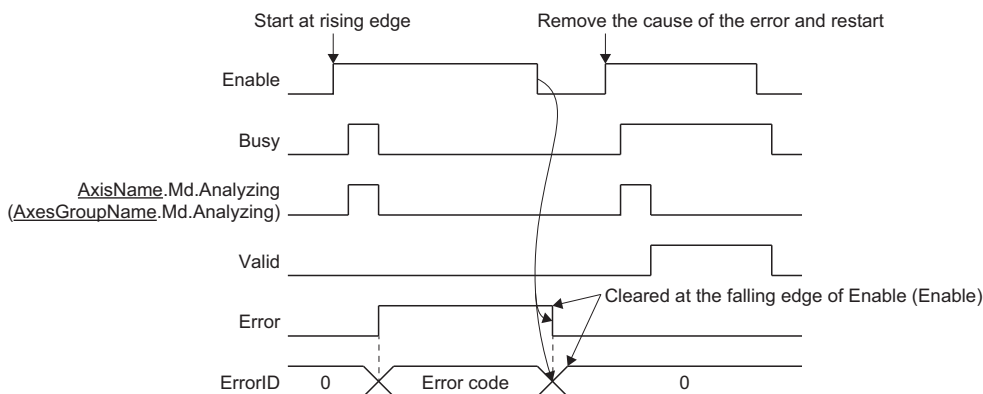 Start at rising edge
Remove the cause of the error and restart
Enable
Busy
AxisName.Md.Analyzing
(AxesGroupName.Md.Analyzing)
Valid
Cleared at the falling edge of Enable (Enable)
Error
ErrorID
0
Error code
0